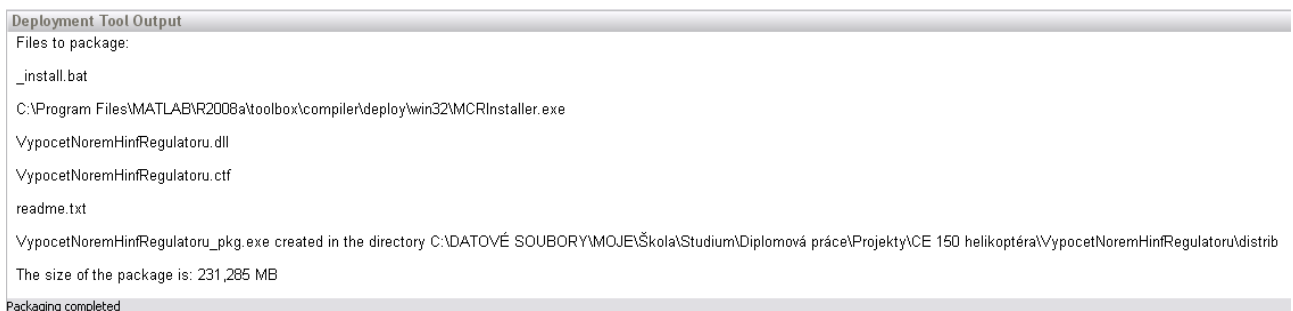 Deployment Tool Output
Files to package:
_install.bat
C:\Program Files\MATLAB\R2008a\toolbox\compiler\deploy\win32\MCRInstaller.exe
VypocetNoremHinfRegulatoru.dll
VypocetNoremHinfRegulatoru.ctf
readme.txt
VypocetNoremHinfRegulatoru_pkg.exe created in the directory C:\DATOVÉ SOUBORY\MOJE\Škola\Studium\Diplomová práce\Projekty\CE 150 helikoptéra\VypocetNoremHinfRegulatoru\distrib
The size of the package is: 231,285 MB
Packaging completed